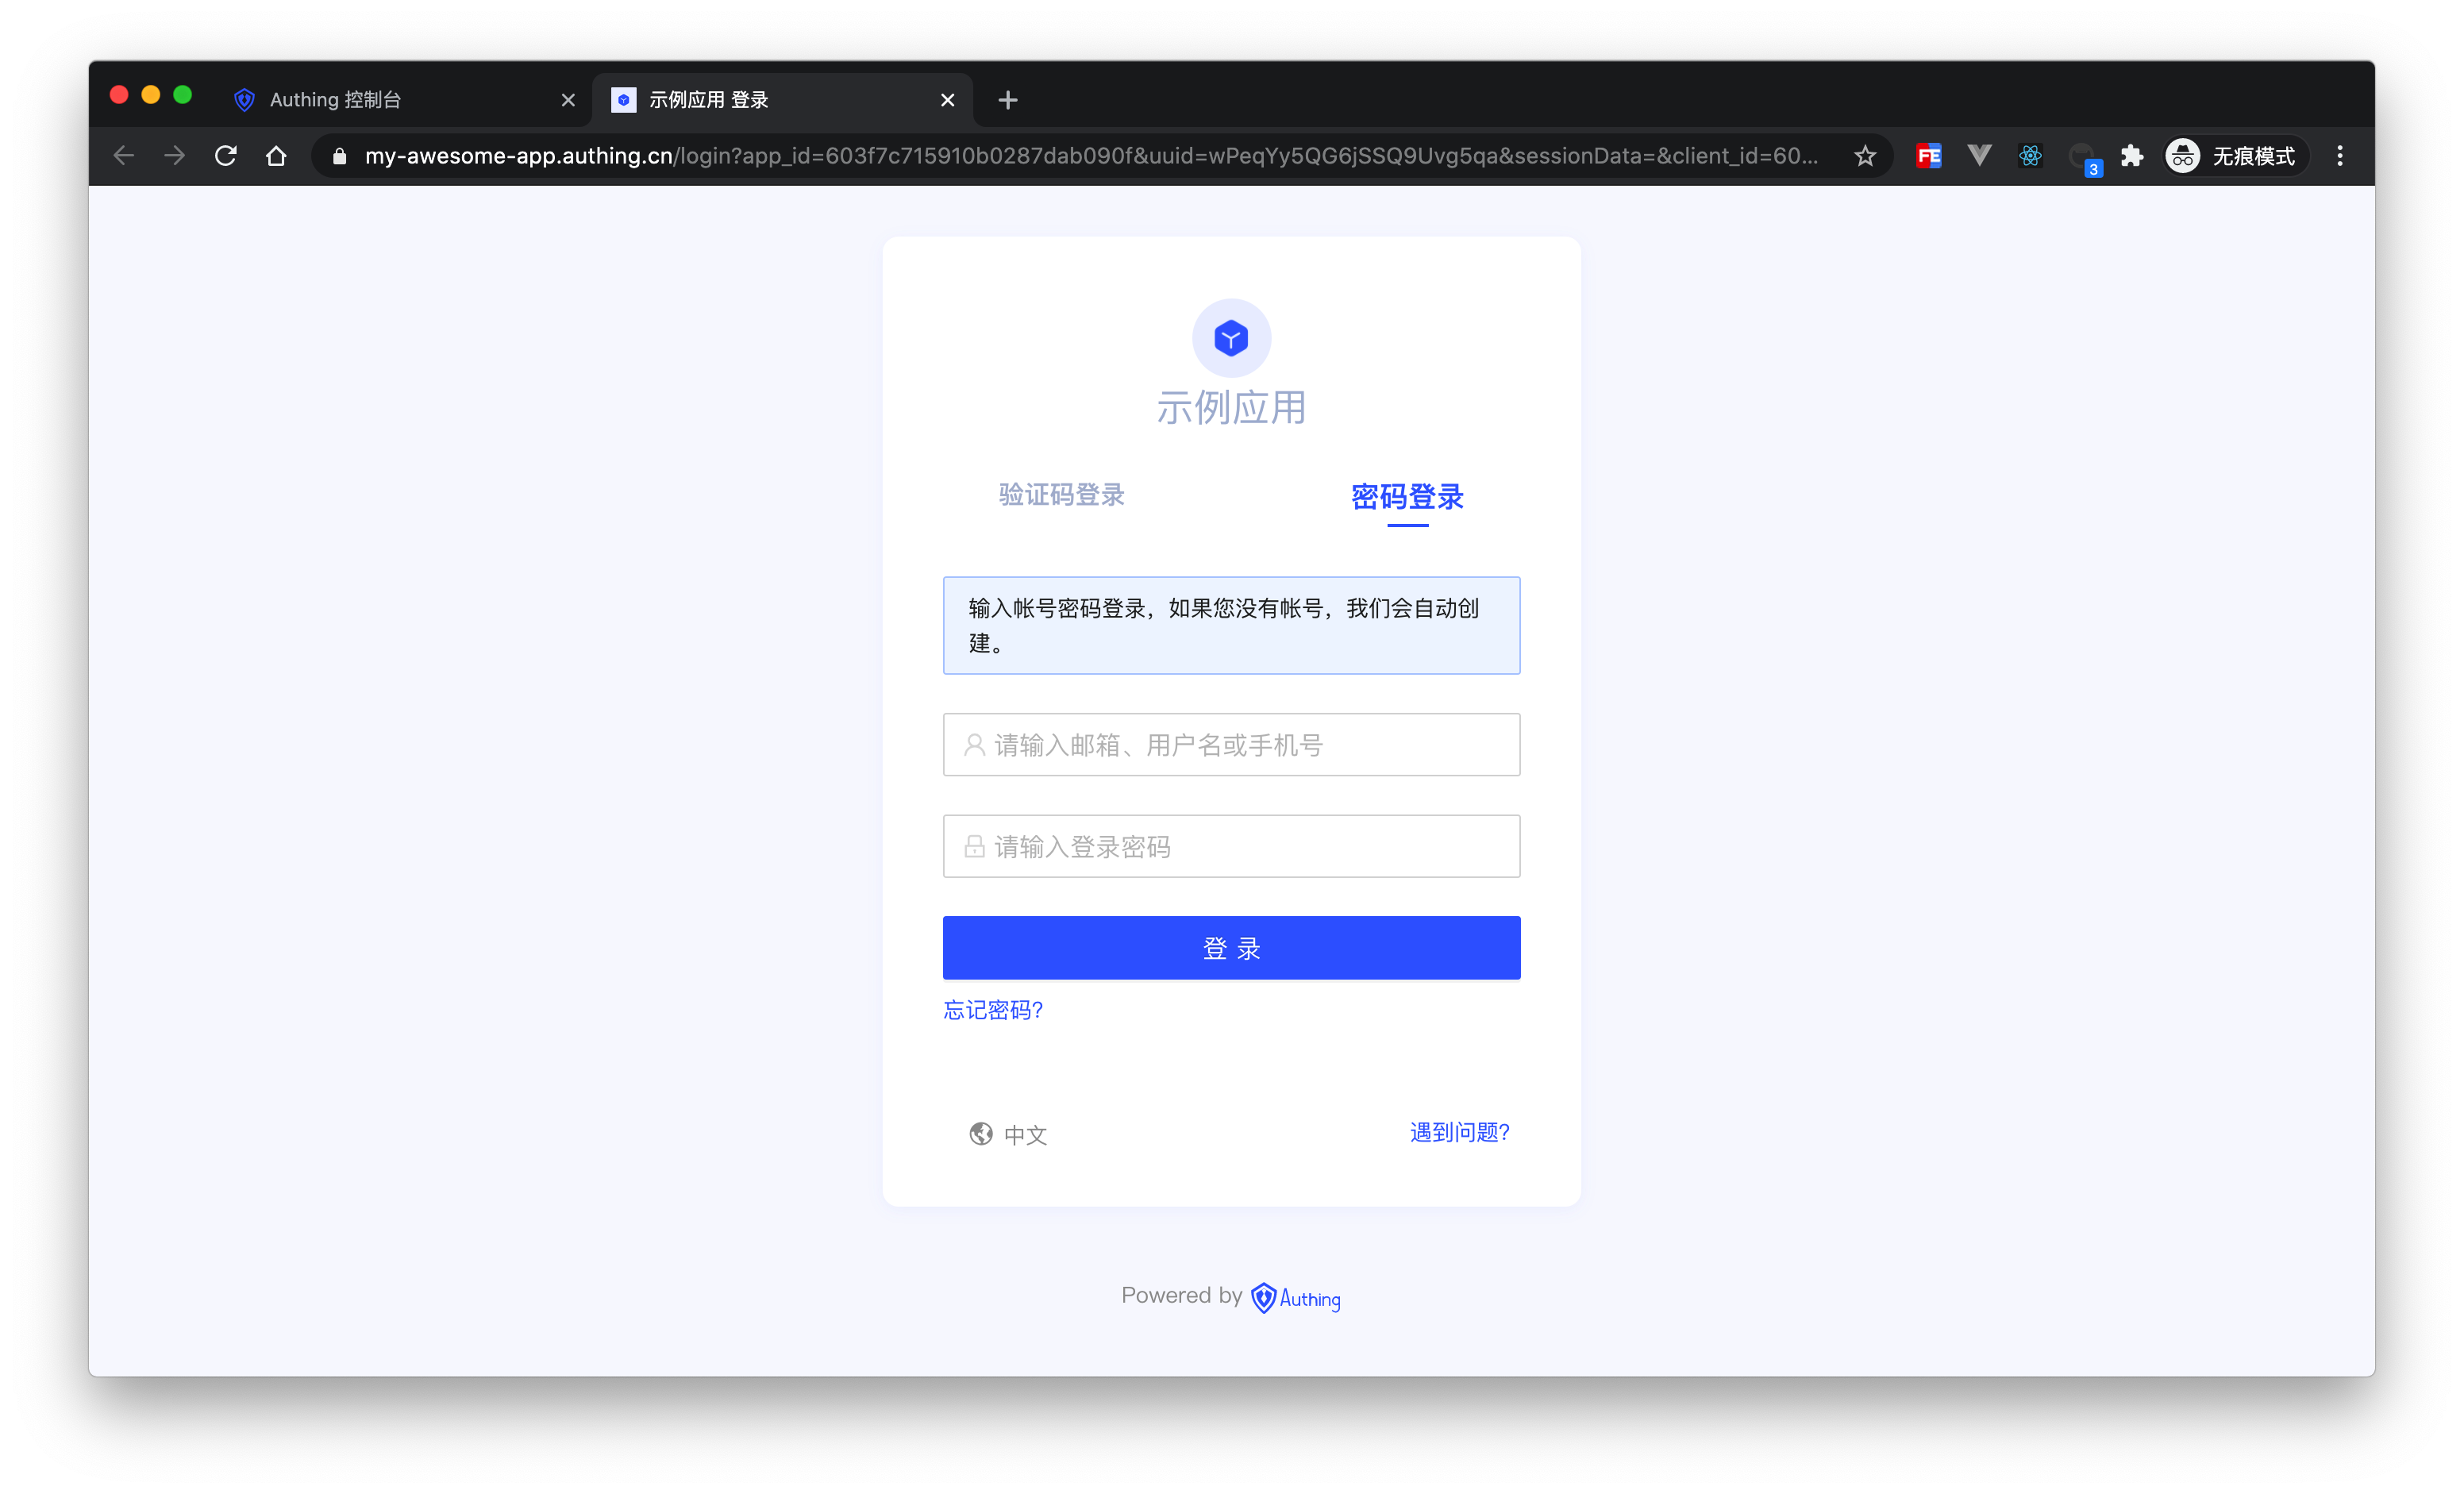 Authing 控制台
示例应用 登录
my-awesome-app.authing.cn/login?app_id=603f7c715910b0287dab090f&uuid=wPeqYy5QG6jSSQ9Uvg5qa&sessionData=&client_id=60...
FE
3
无痕模式
示例应用
验证码登录
密码登录
输入帐号密码登录，如果您没有帐号，我们会自动创
建。
请输入邮箱、用户名或手机号
请输入登录密码
登 录
忘记密码?
中文
遇到问题?
Powered by Authing